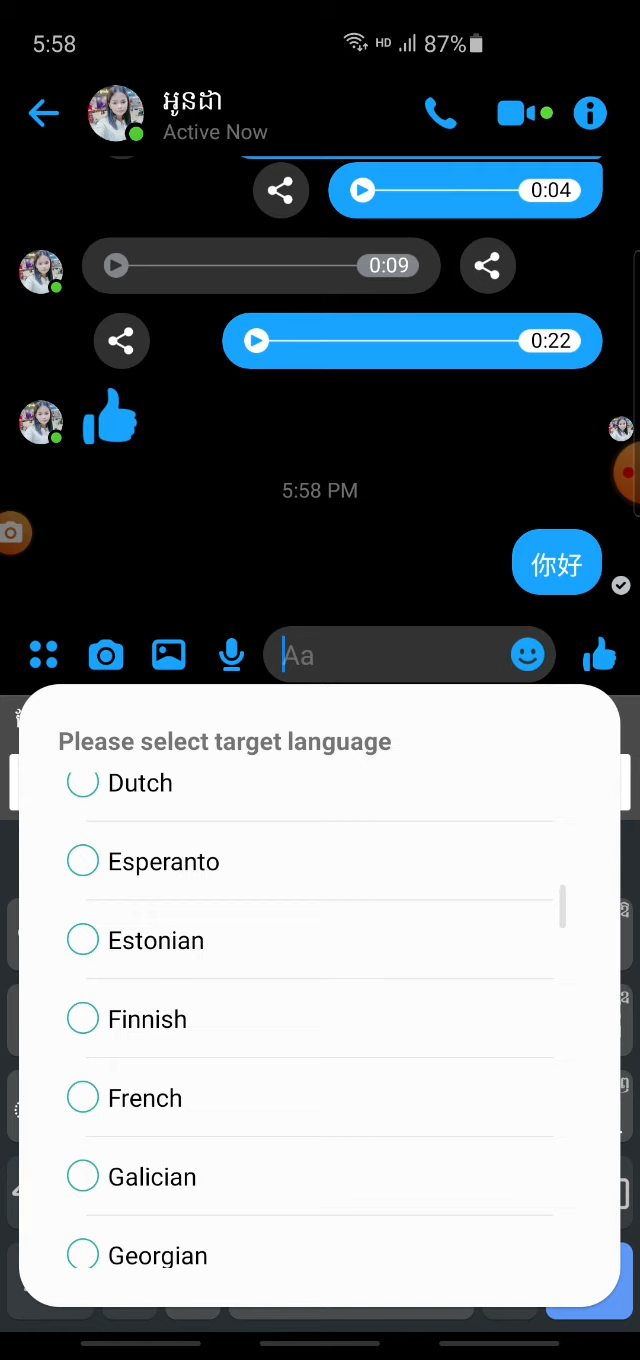 5:58
HD 87%
អូនដា
Active Now
0:04
0:09
0:22
5:58 PM
你好
Aa
Please select target language
Dutch
Esperanto
Estonian
Finnish
French
Galician
Georgian